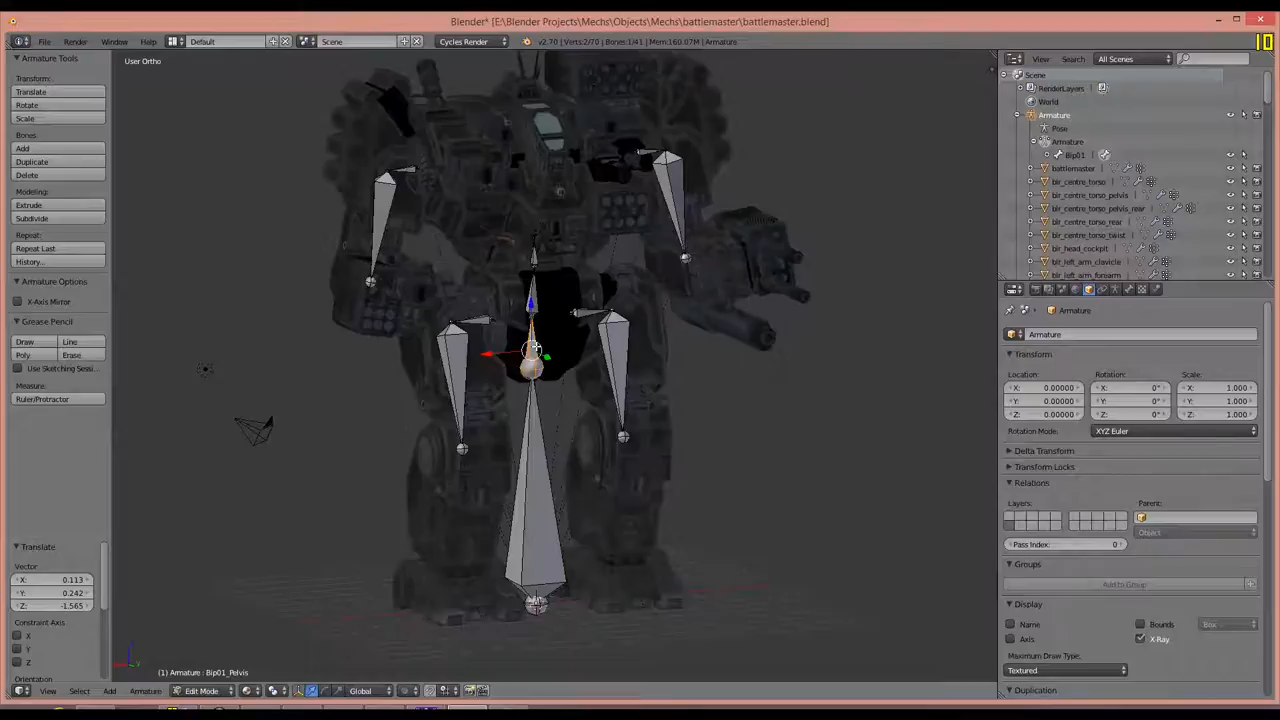 Blender* [E:\Blender Projects\Mechs\Objects\Mechs\battlemaster\battlemaster.blend]
File Render Window Help Default Scene Cycles Render v2.70 | Verts:2/70 | Bones:1/41 | Mem:160.07M | Armature
10
Armature Tools
User Ortho
View Search All Scenes
Transform:
Translate
Rotate
Scale
Bones:
Add
Duplicate
Delete
Modeling:
Extrude
Subdivide
Repeat:
Repeat Last
History...
Armature Options
X-Axis Mirror
Grease Pencil
Draw Line
Poly Erase
Use Sketching Sessi...
Measure:
Ruler/Protractor
Translate
Vector
X: 0.113
Y: 0.242
Z: -1.565
Constraint Axis
X
Y
Z
Orientation
Scene
RenderLayers
World
Armature
Pose
Armature
Bip01
battlemaster
blr_centre_torso
blr_centre_torso_pelvis
blr_centre_torso_pelvis_rear
blr_centre_torso_rear
blr_centre_torso_twist
blr_head_cockpit
blr_left_arm_clavicle
blr_left_arm_forearm
Armature
Armature
Transform
Location: Rotation: Scale:
X: 0.00000 X: 0° X: 1.000
Y: 0.00000 Y: 0° Y: 1.000
Z: 0.00000 Z: 0° Z: 1.000
Rotation Mode: XYZ Euler
Delta Transform
Transform Locks
Relations
Layers: Parent:
Object
Pass Index: 0
Groups
Add to Group
Display
Name Bounds Box
Axis X-Ray
Maximum Draw Type:
Textured
Duplication
(1) Armature : Bip01_Pelvis
View Select Add Armature Edit Mode Global